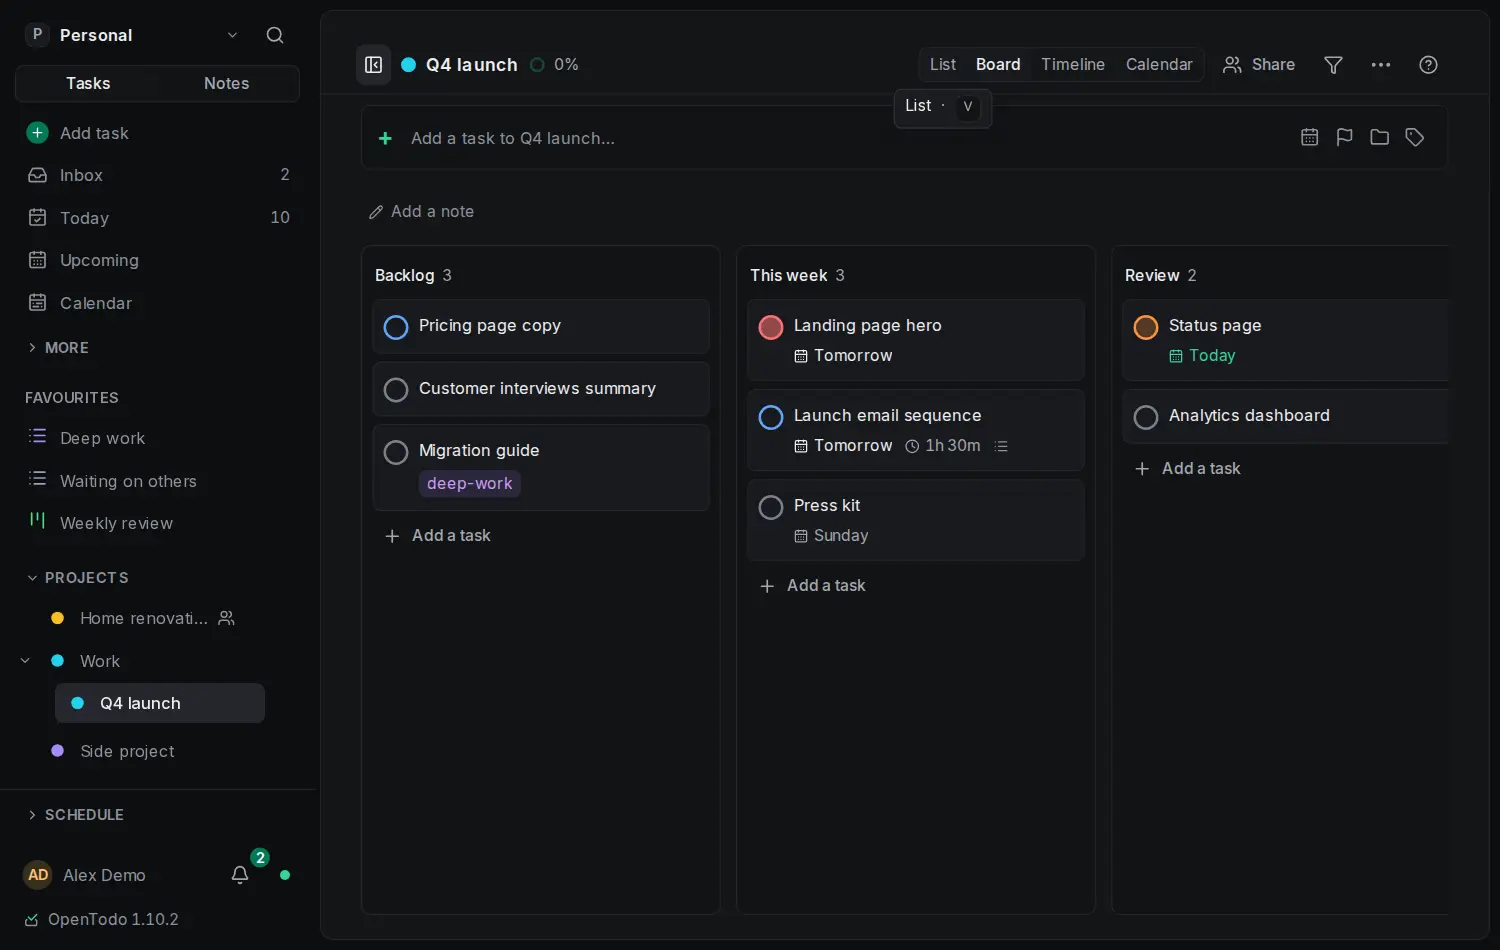 P Personal
Tasks Notes
Add task
Inbox 2
Today 10
Upcoming
Calendar
MORE
FAVOURITES
Deep work
Waiting on others
Weekly review
PROJECTS
Home renovati...
Work
Q4 launch
Side project
SCHEDULE
2
AD Alex Demo
OpenTodo 1.10.2
Q4 launch 0%
List Board Timeline Calendar Share
List · V
Add a task to Q4 launch...
Add a note
Backlog 3
Pricing page copy
Customer interviews summary
Migration guide
deep-work
Add a task
This week 3
Landing page hero
Tomorrow
Launch email sequence
Tomorrow 1h 30m
Press kit
Sunday
Add a task
Review 2
Status page
Today
Analytics dashboard
Add a task